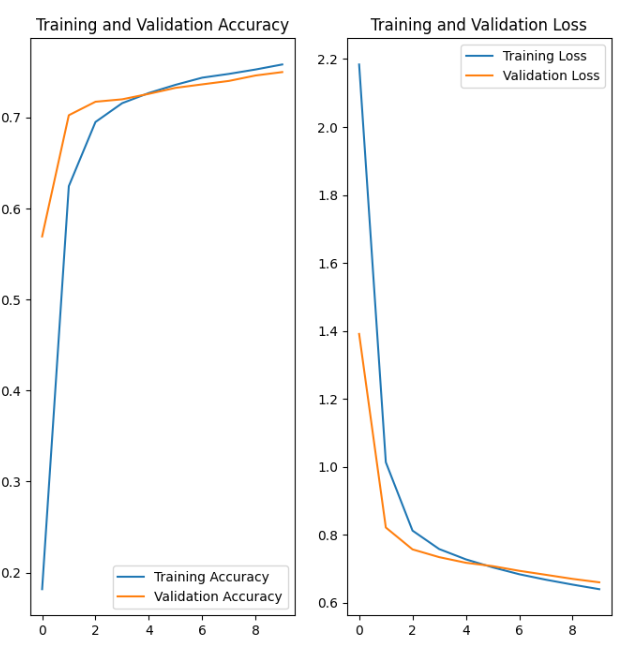 Training and Validation Accuracy
0.7
0.6
0.5
0.4
0.3
0.2
Training Accuracy
Validation Accuracy
0 2 4 6 8
Training and Validation Loss
Training Loss
Validation Loss
2.2
2.0
1.8
1.6
1.4
1.2
1.0
0.8
0.6
0 2 4 6 8